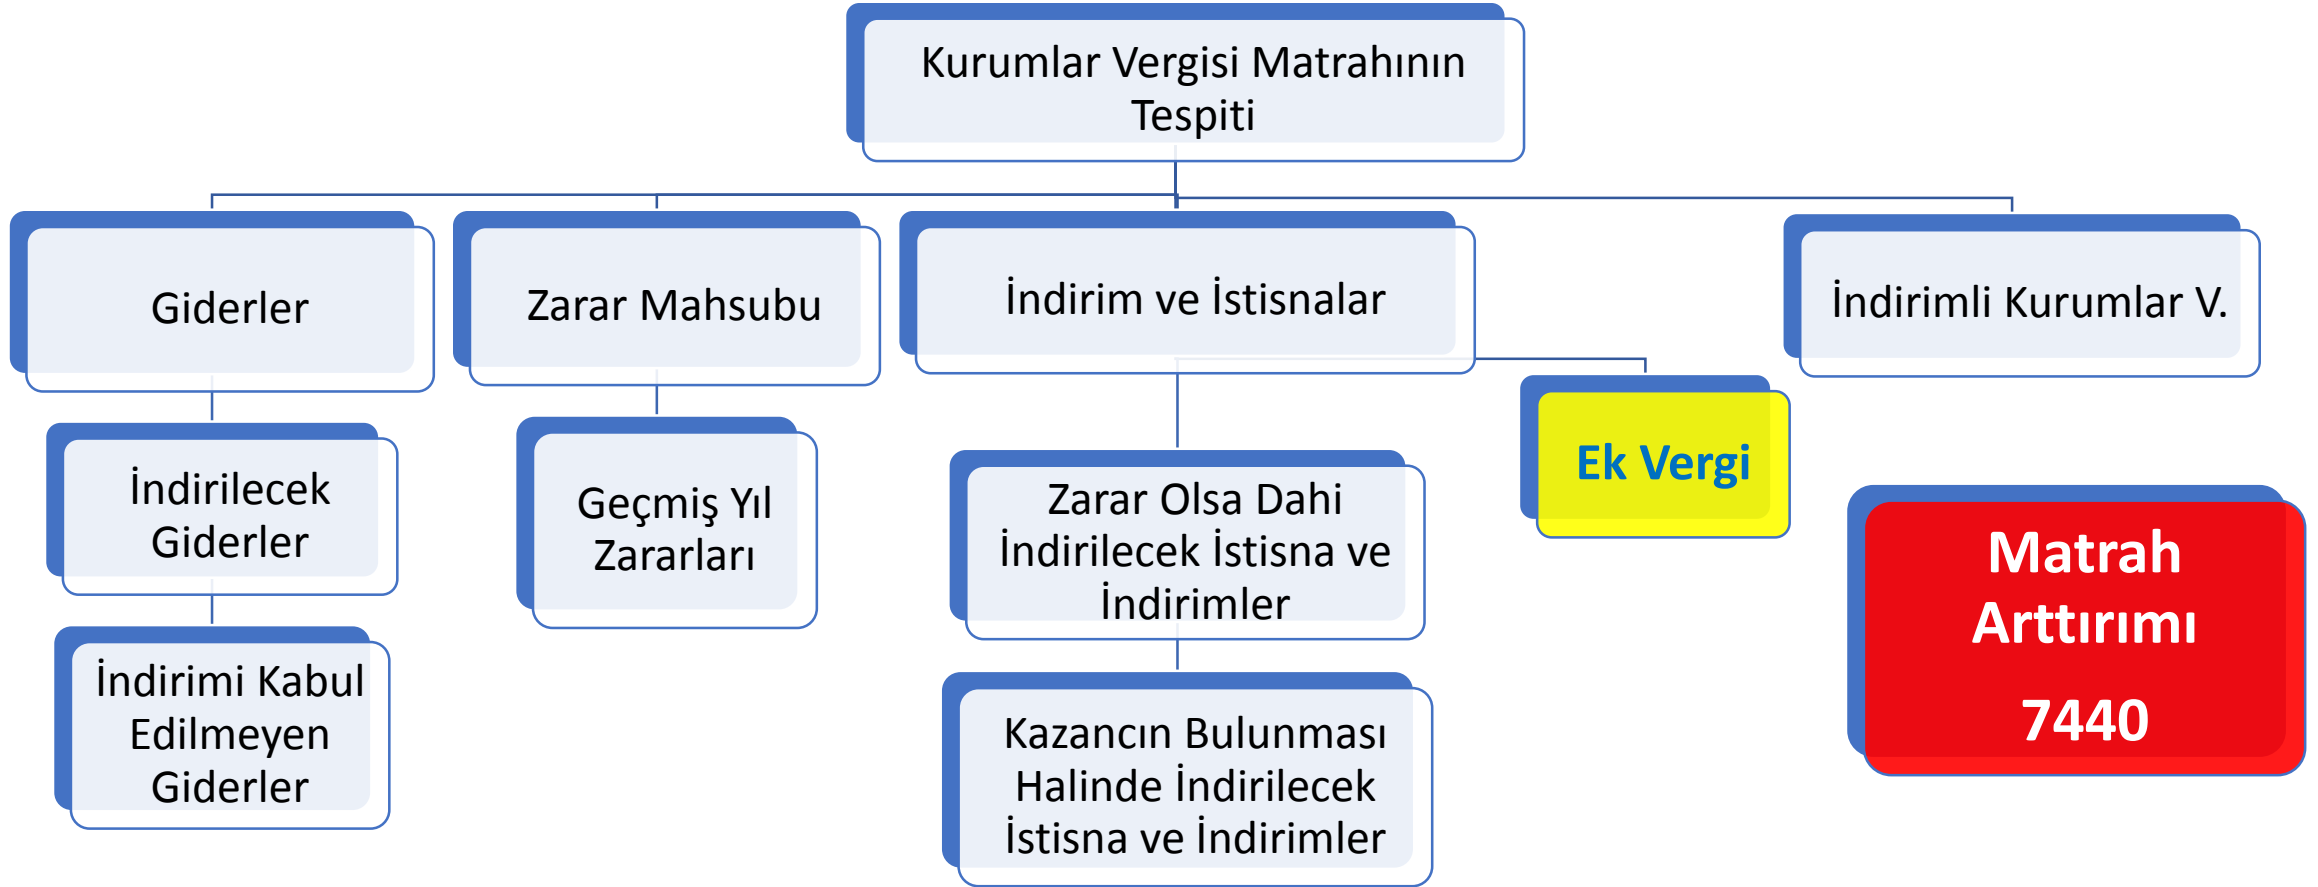 Kurumlar Vergisi Matrahının
Tespiti
Giderler
Zarar Mahsubu
İndirim ve İstisnalar
İndirimli Kurumlar V.
İndirilecek
Giderler
Geçmiş Yıl
Zararları
Zarar Olsa Dahi
İndirilecek İstisna ve
İndirimler
Ek Vergi
Matrah
Arttırımı
7440
İndirimi Kabul
Edilmeyen
Giderler
Kazancın Bulunması
Halinde İndirilecek
İstisna ve İndirimler